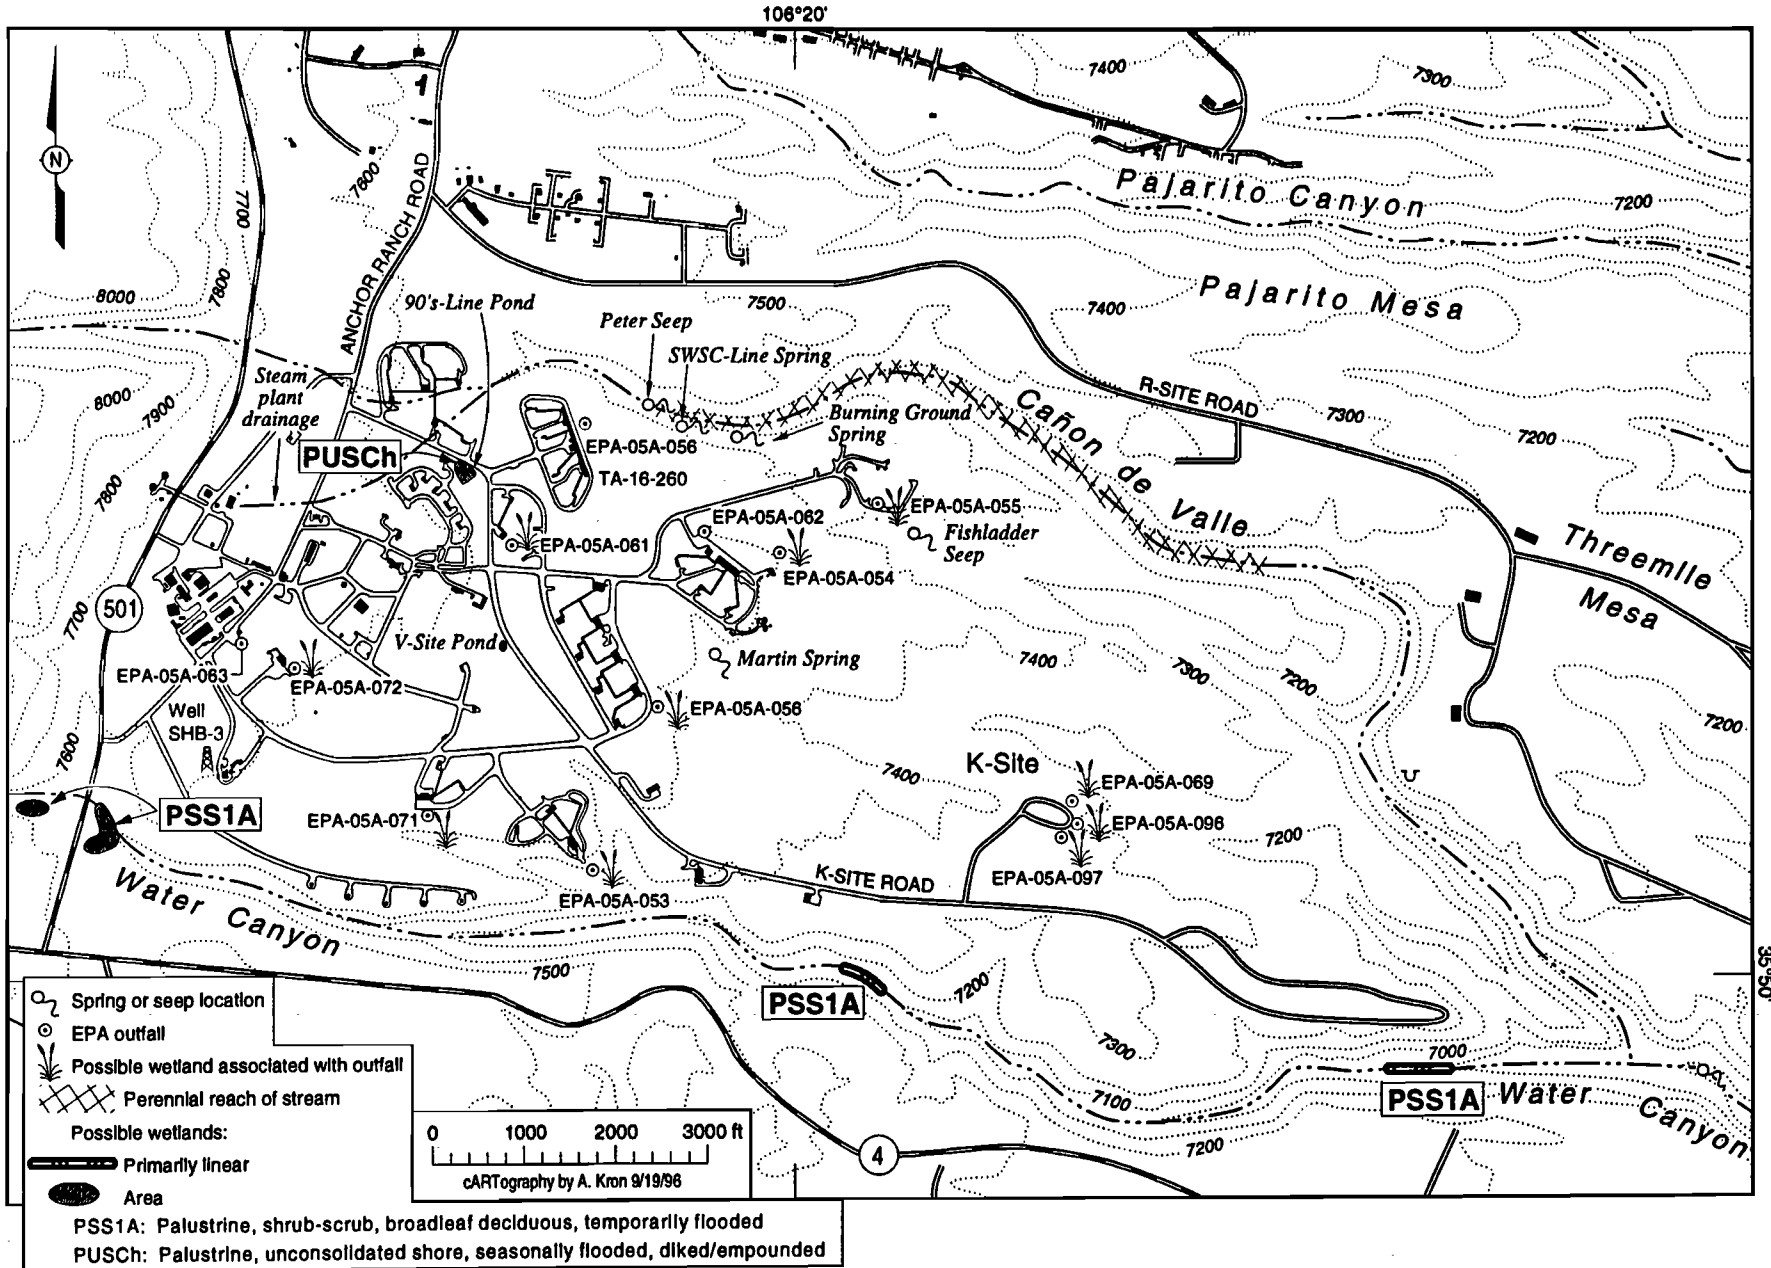 106°20'
7400
7300
7600
7700
ANCHOR RANCH ROAD
Pajarito Canyon
7200
7800
8000
90's-Line Pond
7500
Pajarito Mesa
7400
Peter Seep
SWSC-Line Spring
Steam
plant
drainage
8000
7900
Cañon de Valle
R-SITE ROAD
7300
7200
Burning Ground
Spring
PUSCh
EPA-05A-056
TA-16-260
7800
EPA-05A-062
EPA-05A-055
Fishladder
Seep
EPA-05A-061
EPA-05A-054
Threemile
Mesa
501
7700
V-Site Pond
Martin Spring
7400
7300
7200
EPA-05A-063
EPA-05A-072
EPA-05A-056
7200
Well
SHB-3
7600
7400
K-Site
EPA-05A-069
PSS1A
EPA-05A-071
EPA-05A-096
7200
EPA-05A-097
K-SITE ROAD
EPA-05A-053
Water Canyon
7500
7200
PSS1A
35°50'
7300
7000
7100
PSS1A
Water Canyon
7200
4
N
Spring or seep location
EPA outfall
Possible wetland associated with outfall
Perennial reach of stream
Possible wetlands:
Primarily linear
Area
0 1000 2000 3000 ft
cARTography by A. Kron 9/19/96
PSS1A: Palustrine, shrub-scrub, broadleaf deciduous, temporarily flooded
PUSCh: Palustrine, unconsolidated shore, seasonally flooded, diked/empounded